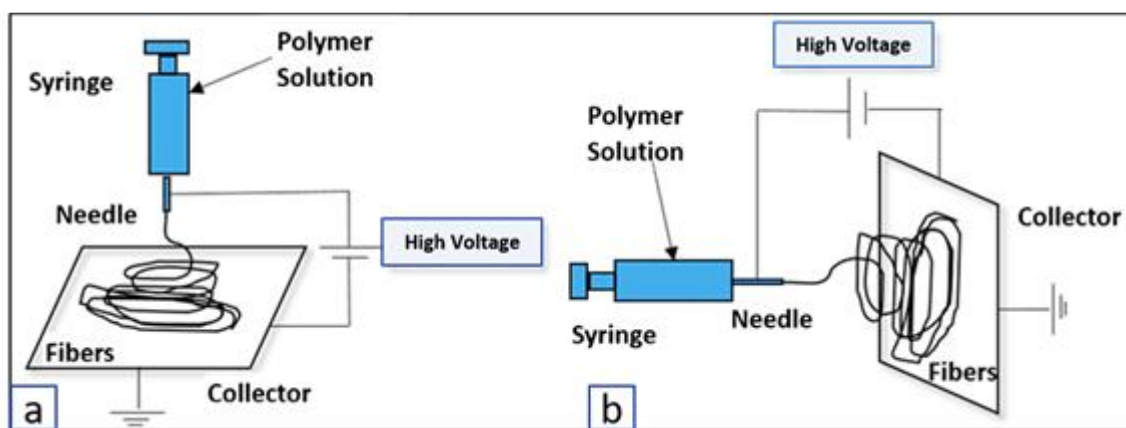 Polymer
Solution
Syringe
Needle
High Voltage
Fibers
Collector
a
High Voltage
Polymer
Solution
Collector
Syringe
Needle
Fibers
b